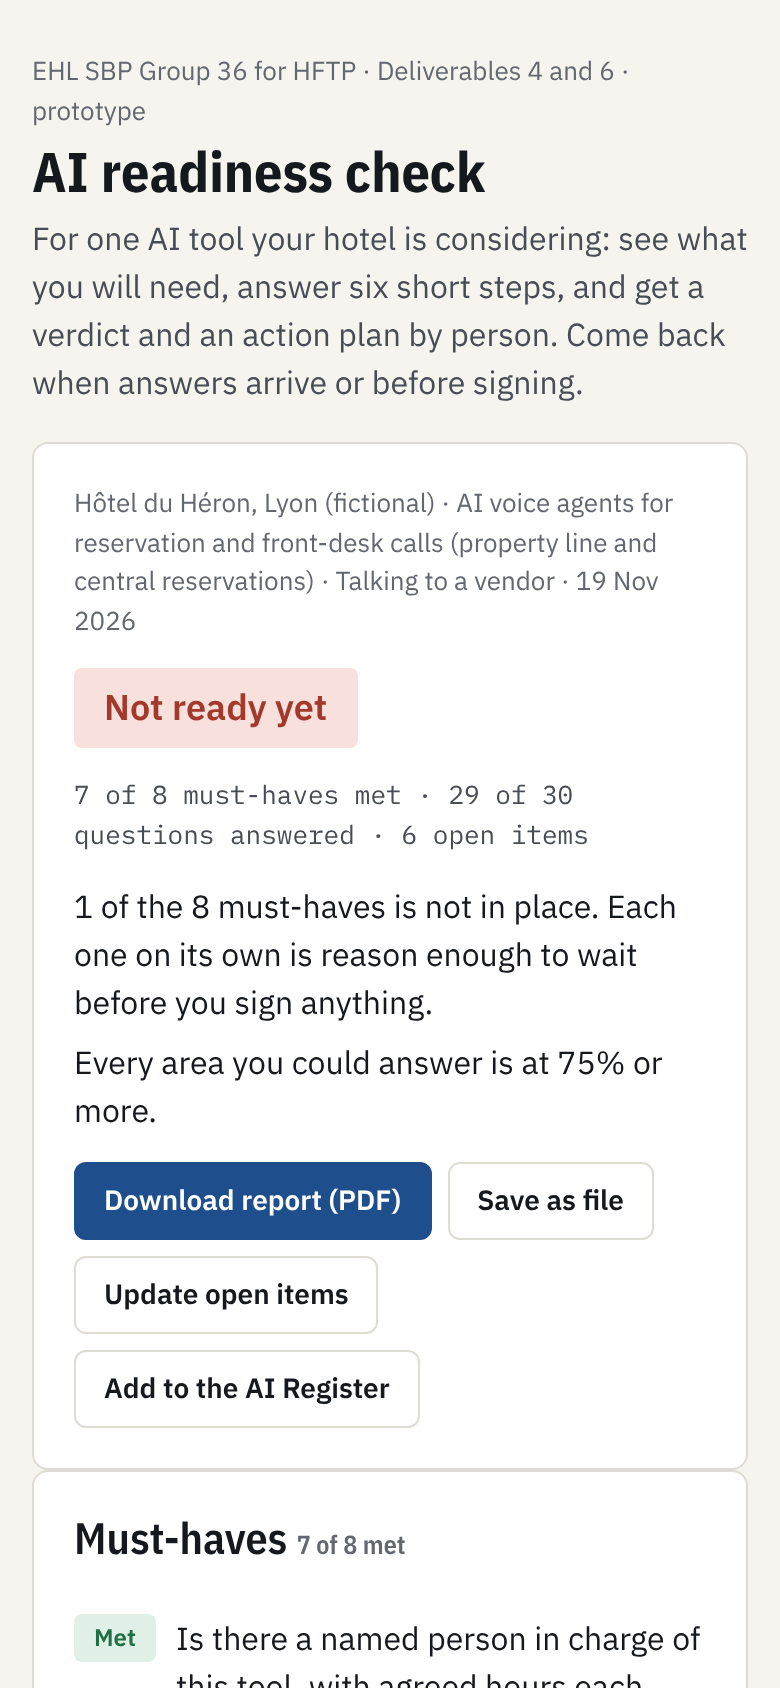 EHL SBP Group 36 for HFTP · Deliverables 4 and 6 ·
prototype
AI readiness check
For one AI tool your hotel is considering: see what
you will need, answer six short steps, and get a
verdict and an action plan by person. Come back
when answers arrive or before signing.
Hôtel du Héron, Lyon (fictional) · AI voice agents for
reservation and front-desk calls (property line and
central reservations) · Talking to a vendor · 19 Nov
2026
Not ready yet
7 of 8 must-haves met · 29 of 30
questions answered · 6 open items
1 of the 8 must-haves is not in place. Each
one on its own is reason enough to wait
before you sign anything.
Every area you could answer is at 75% or
more.
Download report (PDF)
Save as file
Update open items
Add to the AI Register
Must-haves 7 of 8 met
Met
Is there a named person in charge of
this tool, with agreed hours each